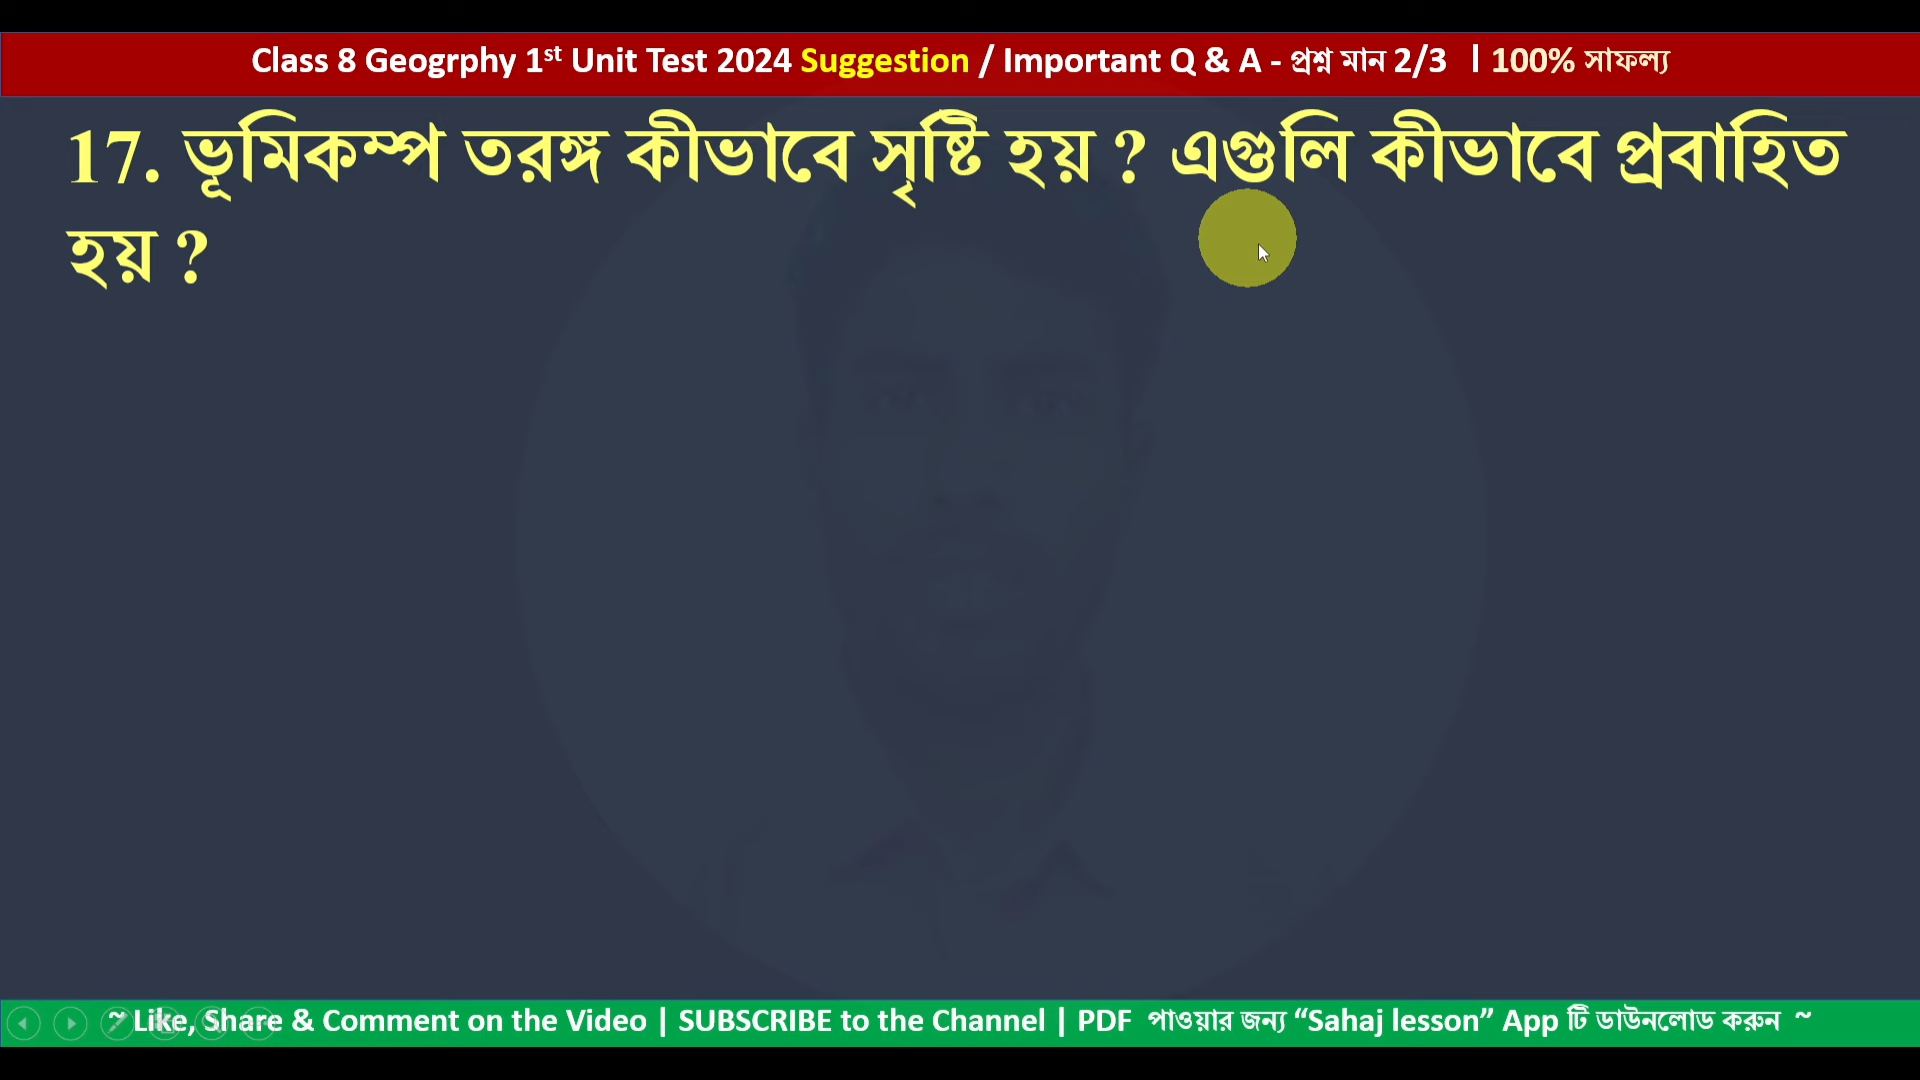 Class 8 Geogrphy 1st Unit Test 2024 Suggestion / Important Q & A - প্রশ্ন মান 2/3 | 100% সাফল্য
17. ভূমিকম্প তরঙ্গ কীভাবে সৃষ্টি হয় ? এগুলি কীভাবে প্রবাহিত
হয় ?
~ Like, Share & Comment on the Video | SUBSCRIBE to the Channel | PDF পাওয়ার জন্য “Sahaj lesson” App টি ডাউনলোড করুন ~